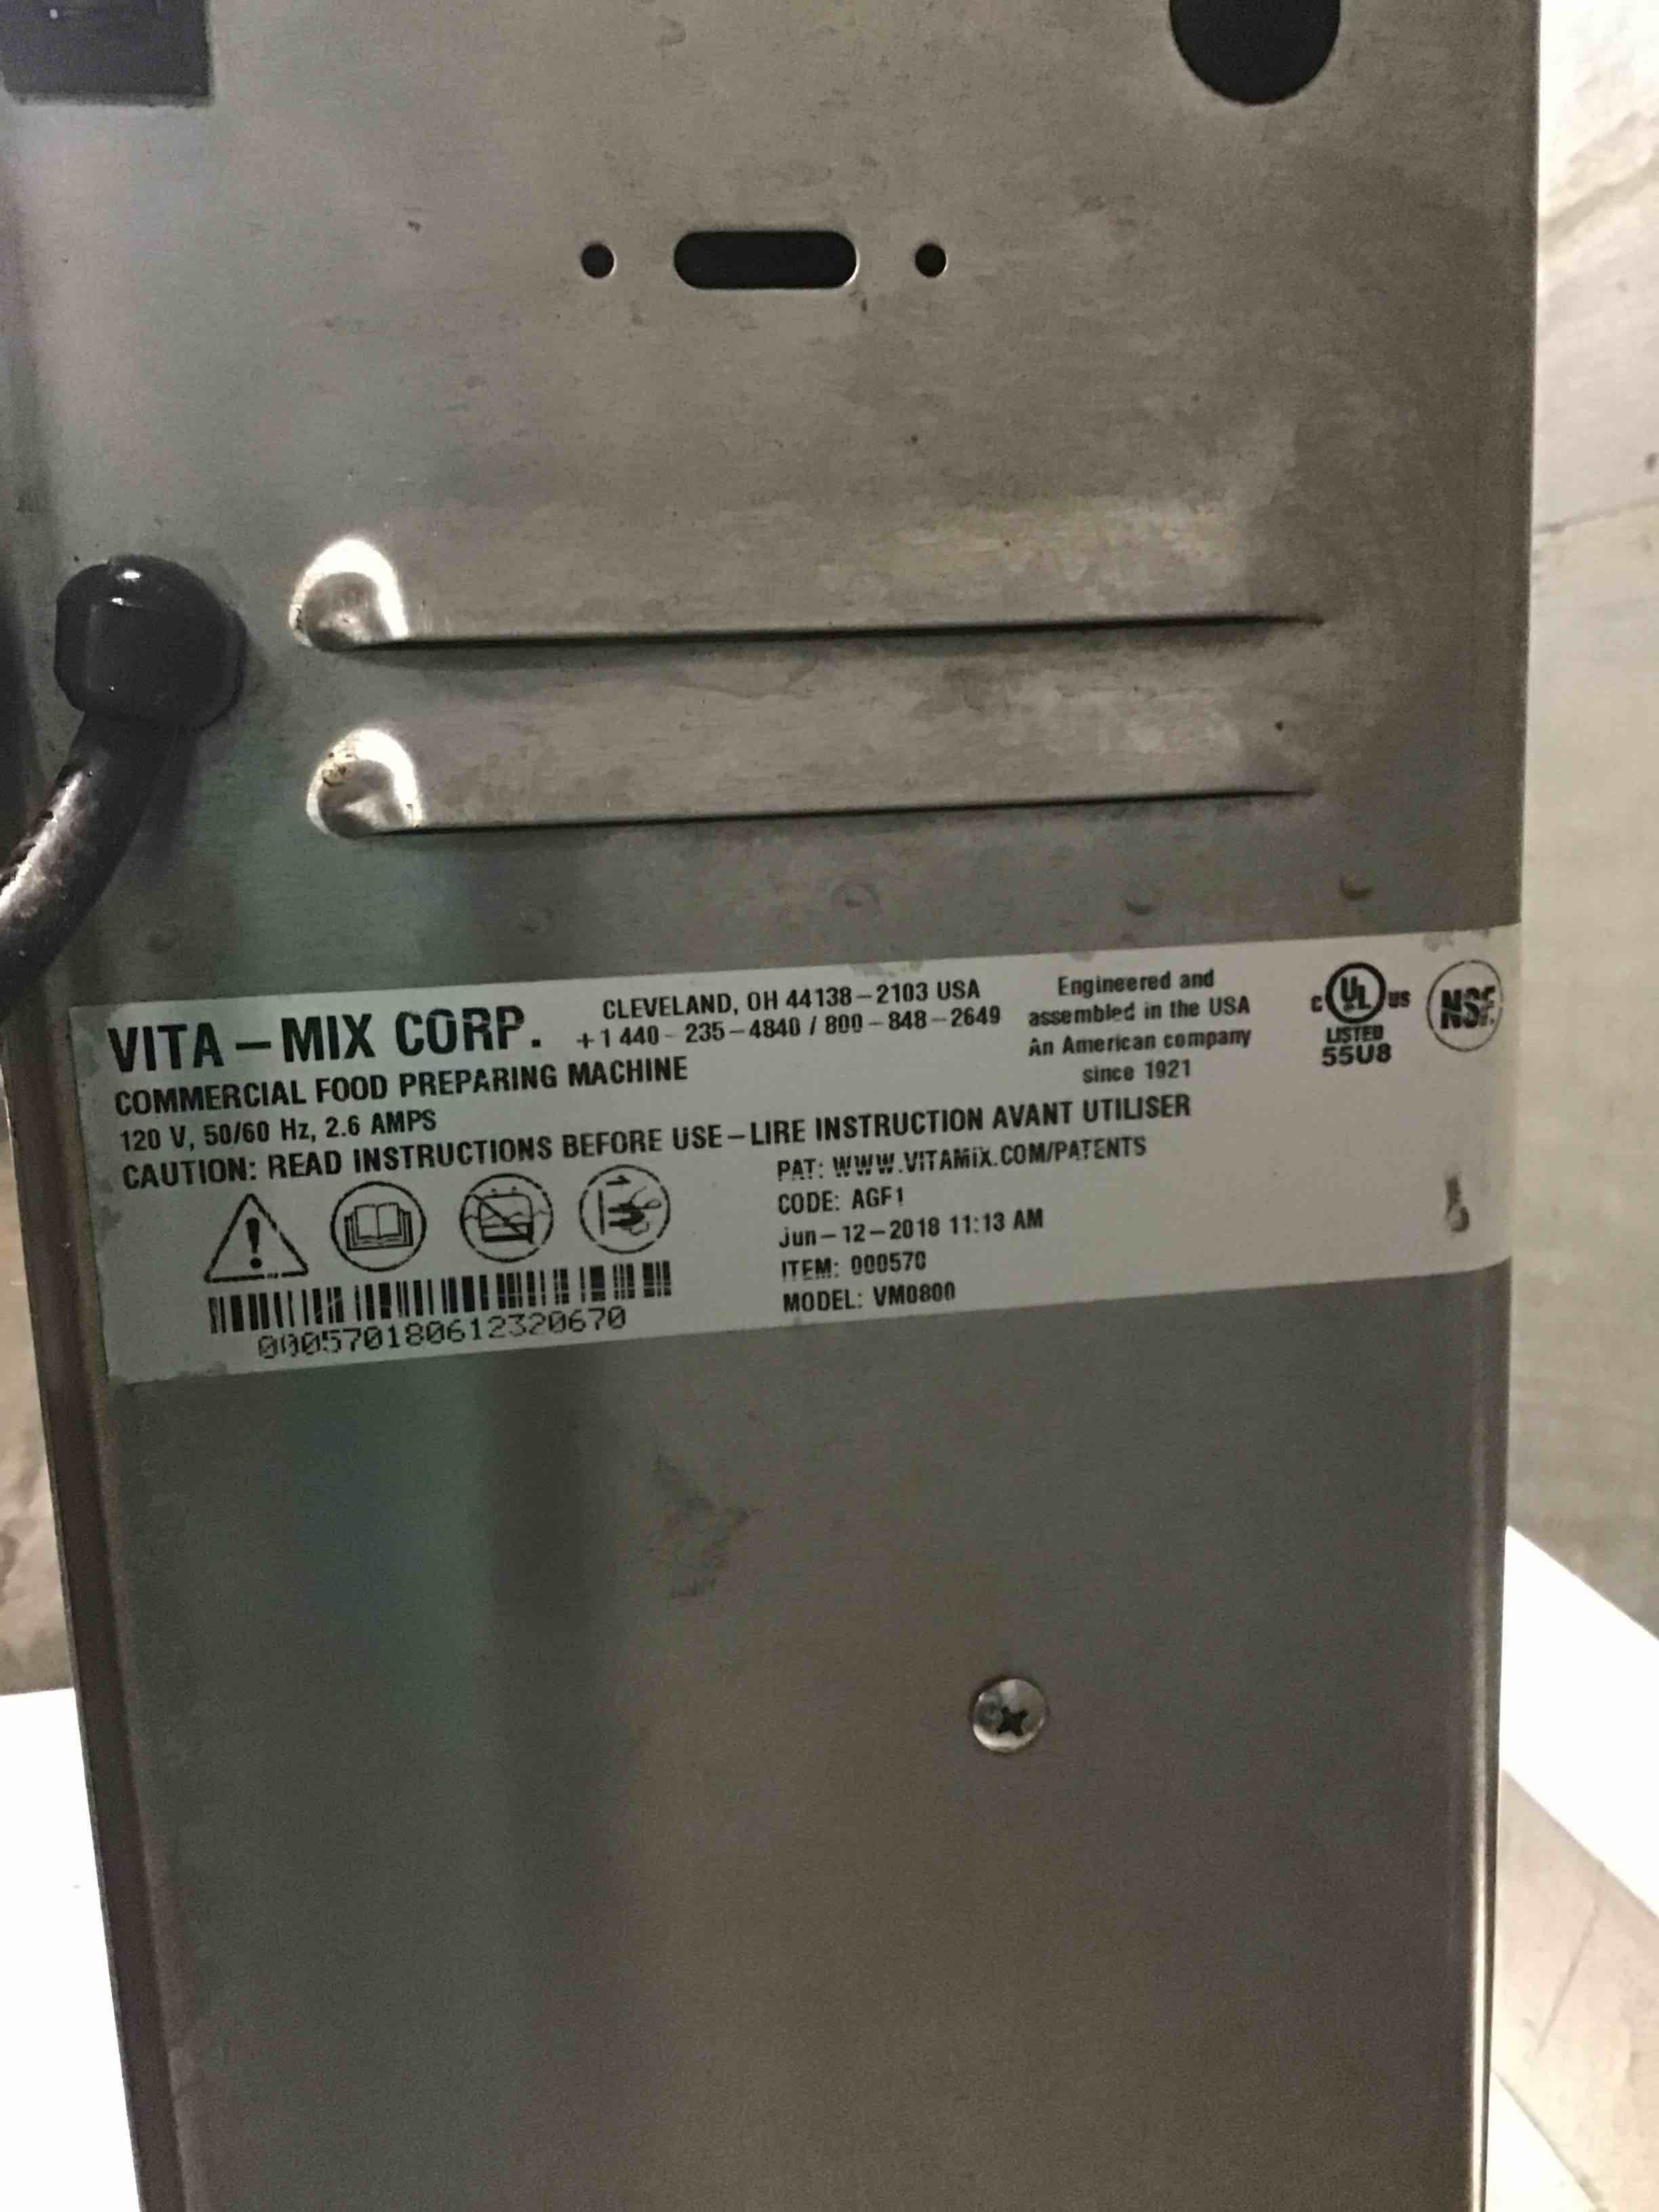 VITA-MIX CORP.
CLEVELAND, OH 44138-2103 USA
+1 440-235-4840 / 800-848-2649
Engineered and
assembled in the USA
An American company
since 1921
C UL US
LISTED
55U8
NSF
COMMERCIAL FOOD PREPARING MACHINE
120 V, 50/60 Hz, 2.6 AMPS
CAUTION: READ INSTRUCTIONS BEFORE USE-LIRE INSTRUCTION AVANT UTILISER
PAT: WWW.VITAMIX.COM/PATENTS
CODE: AGF1
Jun-12-2018 11:13 AM
ITEM: 000570
MODEL: VM0800
000570180612320670